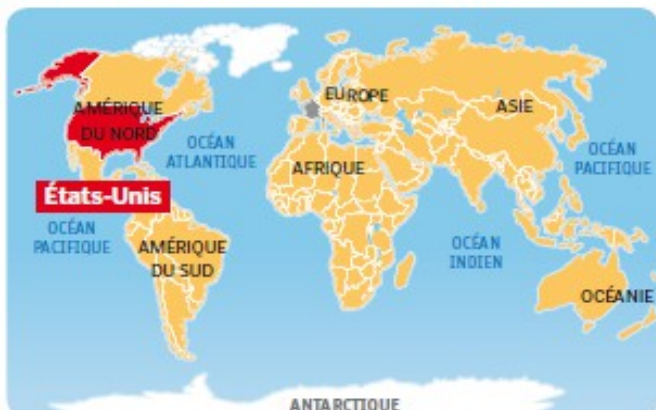 EUROPE
ASIE
AMÉRIQUE
DU NORD
OCÉAN
ATLANTIQUE
OCÉAN
PACIFIQUE
AFRIQUE
États-Unis
OCÉAN
PACIFIQUE
AMÉRIQUE
DU SUD
OCÉAN
INDIEN
OCÉANIE
ANTARCTIQUE